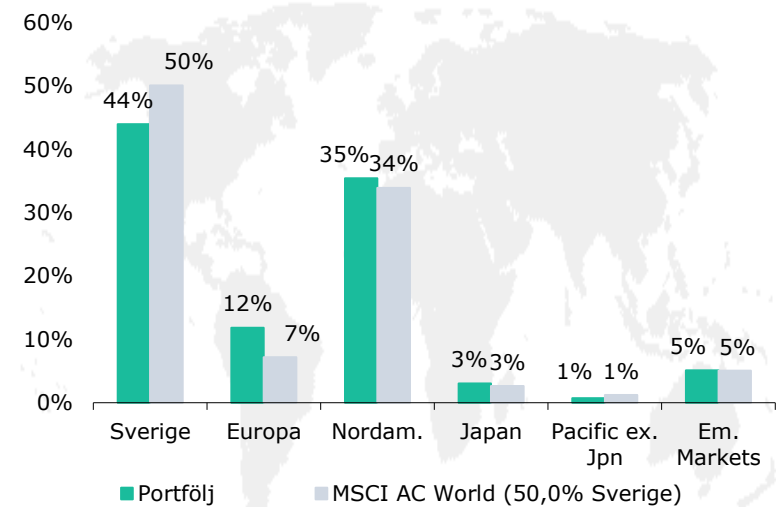 60%
50%
40%
30%
20%
10%
0%
44%
50%
12%
7%
35%
34%
3%
3%
1%
1%
5%
5%
Sverige
Europa
Nordam.
Japan
Pacific ex.
Jpn
Em.
Markets
Portfölj
MSCI AC World (50,0% Sverige)